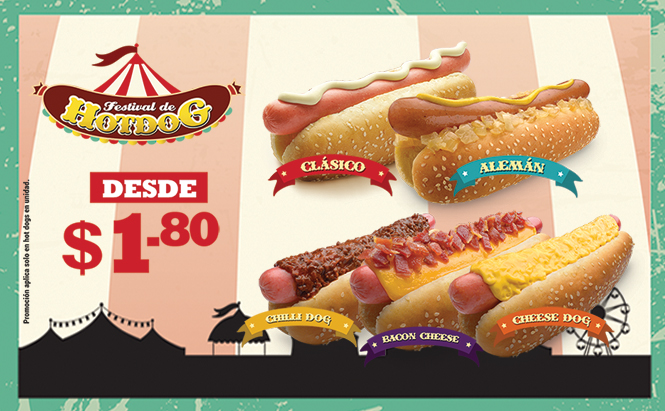 Festival de
HOTDOG
DESDE
$1.80
Promoción aplica solo en hot dogs en unidad.
CLÁSICO
ALEMÁN
CHILLI DOG
BACON CHEESE
CHEESE DOG